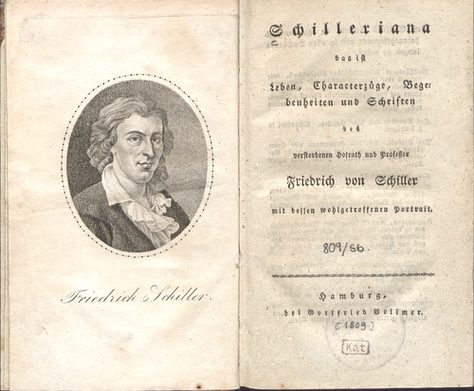 Friedrich Schiller.
Schilleriana
das ist
Leben, Characterzüge, Bege-
benheiten und Schriften
des
verstorbenen Hofrath und Professor
Friedrich von Schiller
mit dessen wohlgetroffenen Portrait.
809/56.
Hamburg,
bei Gottfried Vollmer.
(1809)
Kat